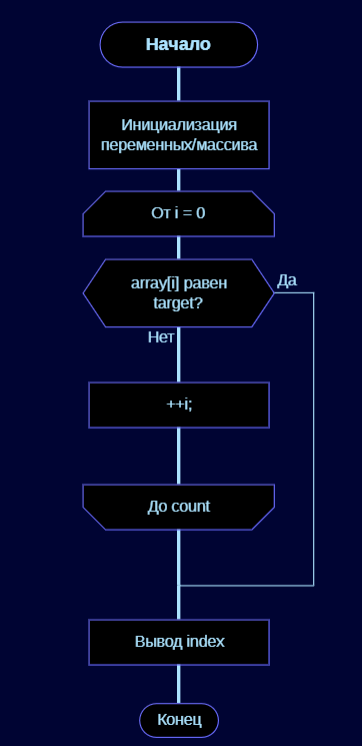 Начало
Инициализация
переменных/массива
От i = 0
array[i] равен
target?
Да
Нет
++i;
До count
Вывод index
Конец